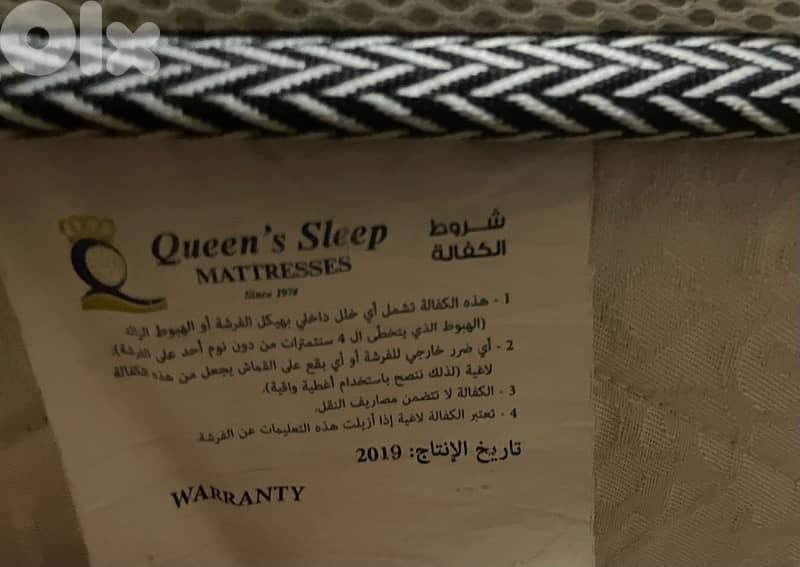 olx
Queen's Sleep
MATTRESSES
Since 1974
شروط
الكفالة
1 - هذه الكفالة تشمل أي خلل داخلي بهيكل الفرشة أو الهبوط الزائد
(الهبوط الذي يتخطى ال 4 سنتمترات من دون نوم أحد على الفرشة).
2 - أي ضرر خارجي للفرشة أو أي بقع على القماش يجعل من هذه الكفالة
لاغية (لذلك ننصح باستخدام أغطية واقية).
3 - الكفالة لا تتضمن مصاريف النقل.
4 - تعتبر الكفالة لاغية إذا أزيلت هذه التعليمات عن الفرشة.
تاريخ الإنتاج: 2019
WARRANTY